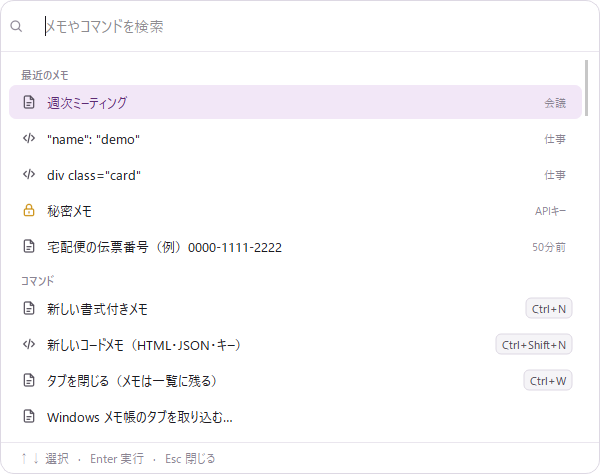 メモやコマンドを検索
最近のメモ
週次ミーティング 会議
"name": "demo" 仕事
div class="card" 仕事
秘密メモ APIキー
宅配便の伝票番号（例）0000-1111-2222 50分前
コマンド
新しい書式付きメモ Ctrl+N
新しいコードメモ（HTML・JSON・キー） Ctrl+Shift+N
タブを閉じる（メモは一覧に残る） Ctrl+W
Windows メモ帳のタブを取り込む...
↑↓ 選択 · Enter 実行 · Esc 閉じる